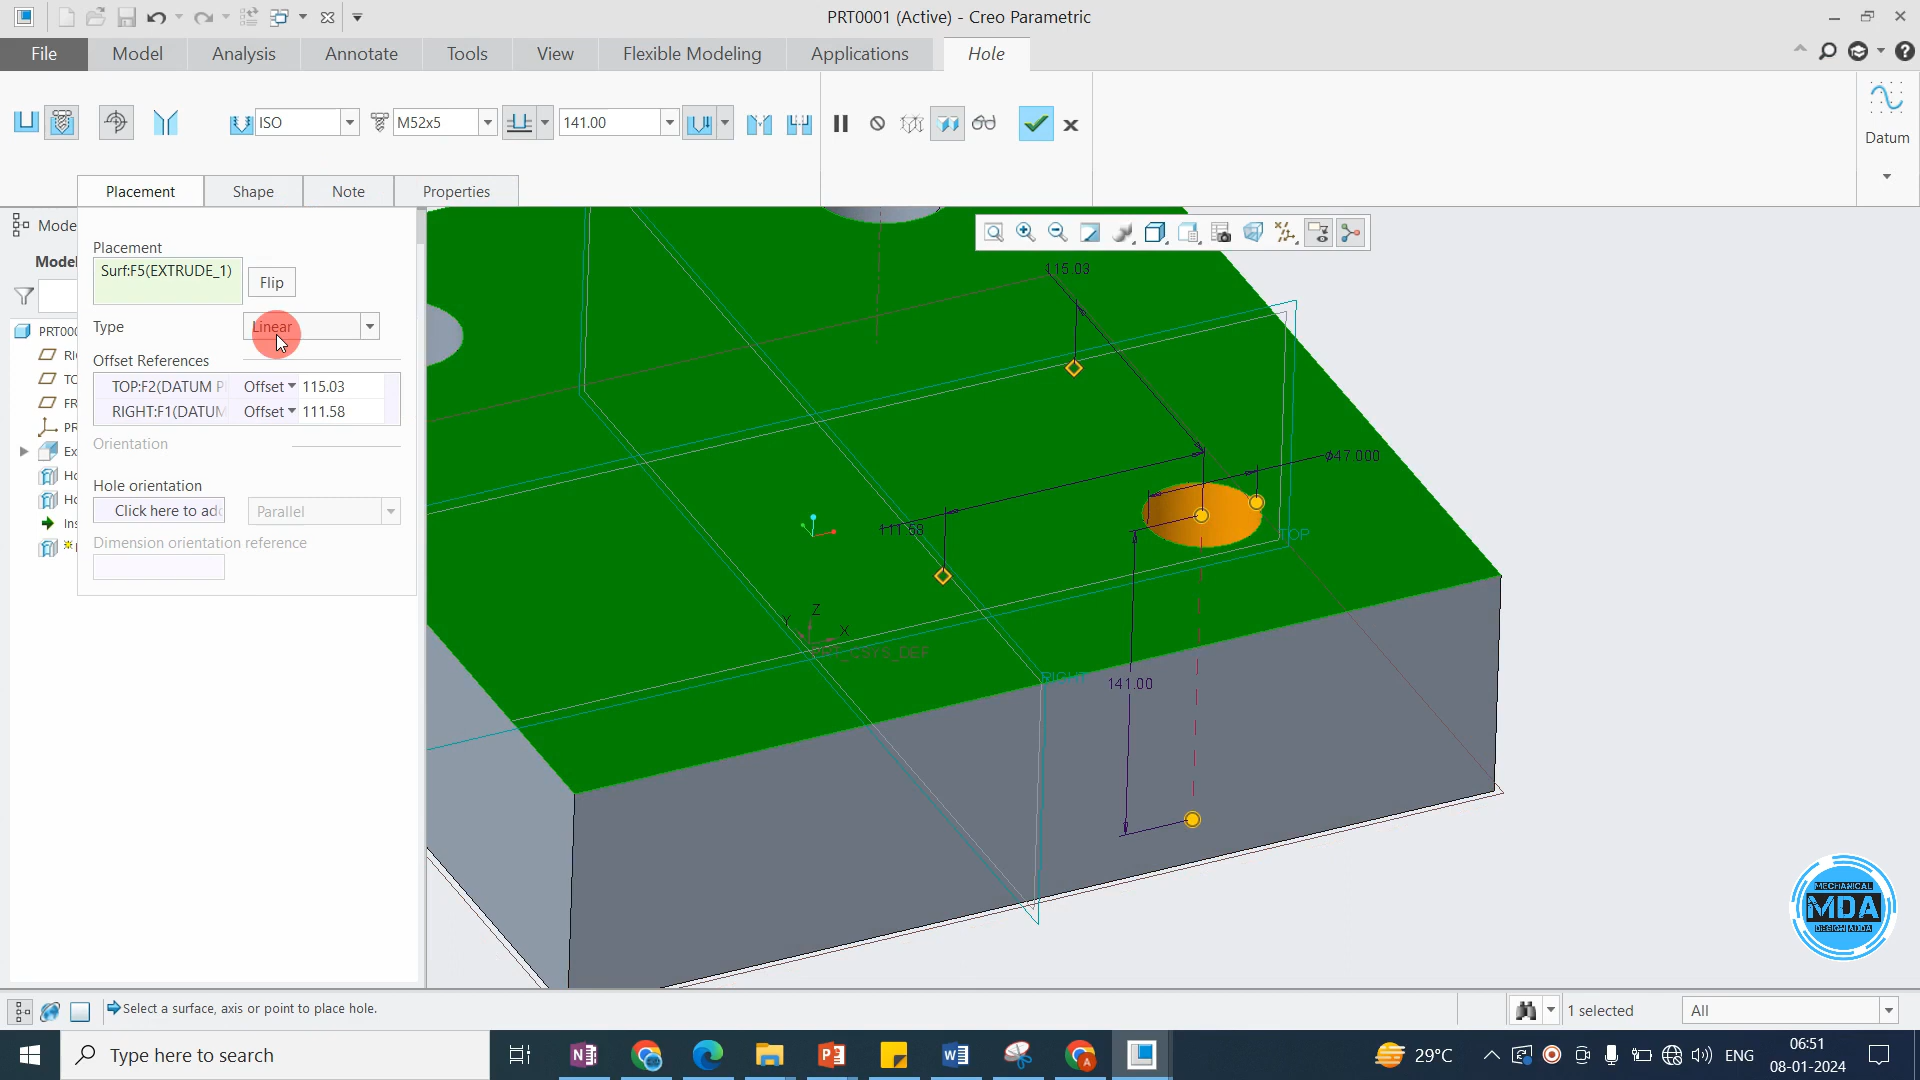 PRT0001 (Active) - Creo Parametric
File Model Analysis Annotate Tools View Flexible Modeling Applications Hole
ISO M52x5 141.00
Datum
Placement Shape Note Properties
Placement
Surf:F5(EXTRUDE_1) Flip
Type Linear
Offset References
TOP:F2(DATUM P Offset 115.03
RIGHT:F1(DATUM Offset 111.58
Orientation
Hole orientation
Click here to add Parallel
Dimension orientation reference
115.03
ϕ47.000
111.58
TOP
Z
Y
X
PRT_CSYS_DEF
RIGHT
141.00
MECHANICAL
MDA
DESIGN ADDA
Select a surface, axis or point to place hole.
1 selected All
Type here to search
29°C
ENG
06:51
08-01-2024